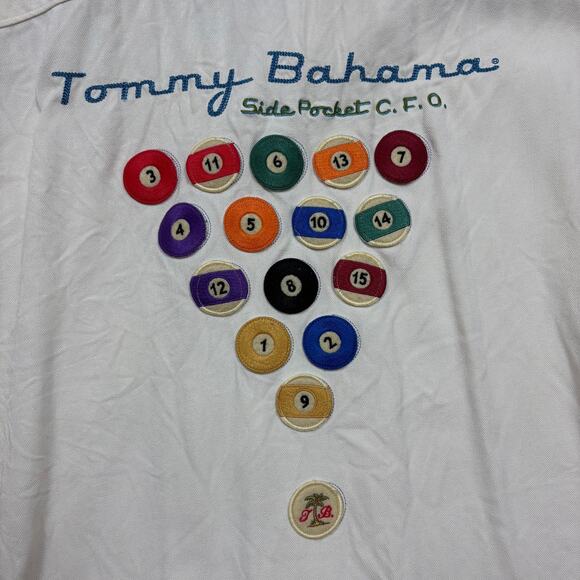 Tommy Bahama®
Side Pocket C.F.O.
3 11 6 13 7
4 5 10 14
12 8 15
1 2
9
T B.